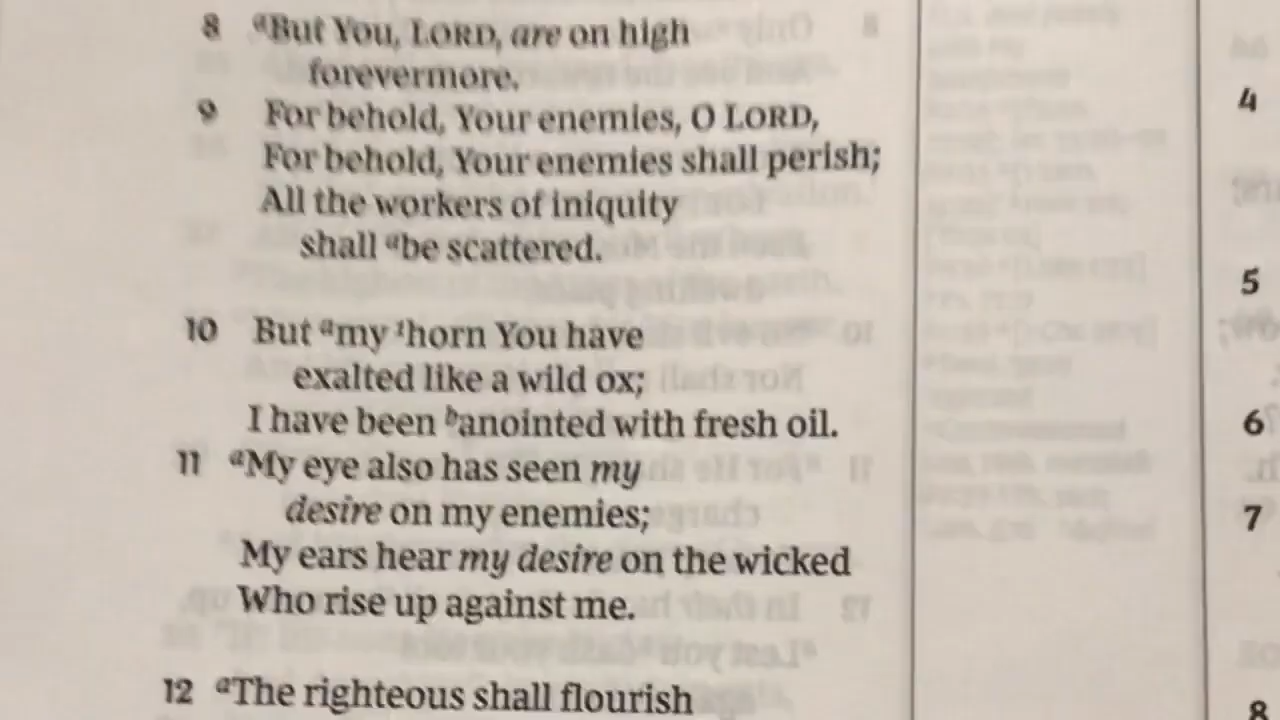 8 aBut You, LORD, are on high
forevermore.
9 For behold, Your enemies, O LORD,
For behold, Your enemies shall perish;
All the workers of iniquity
shall abe scattered.
10 But amy 1horn You have
exalted like a wild ox;
I have been banointed with fresh oil.
11 aMy eye also has seen my
desire on my enemies;
My ears hear my desire on the wicked
Who rise up against me.
12 aThe righteous shall flourish
4
5
6
7
8